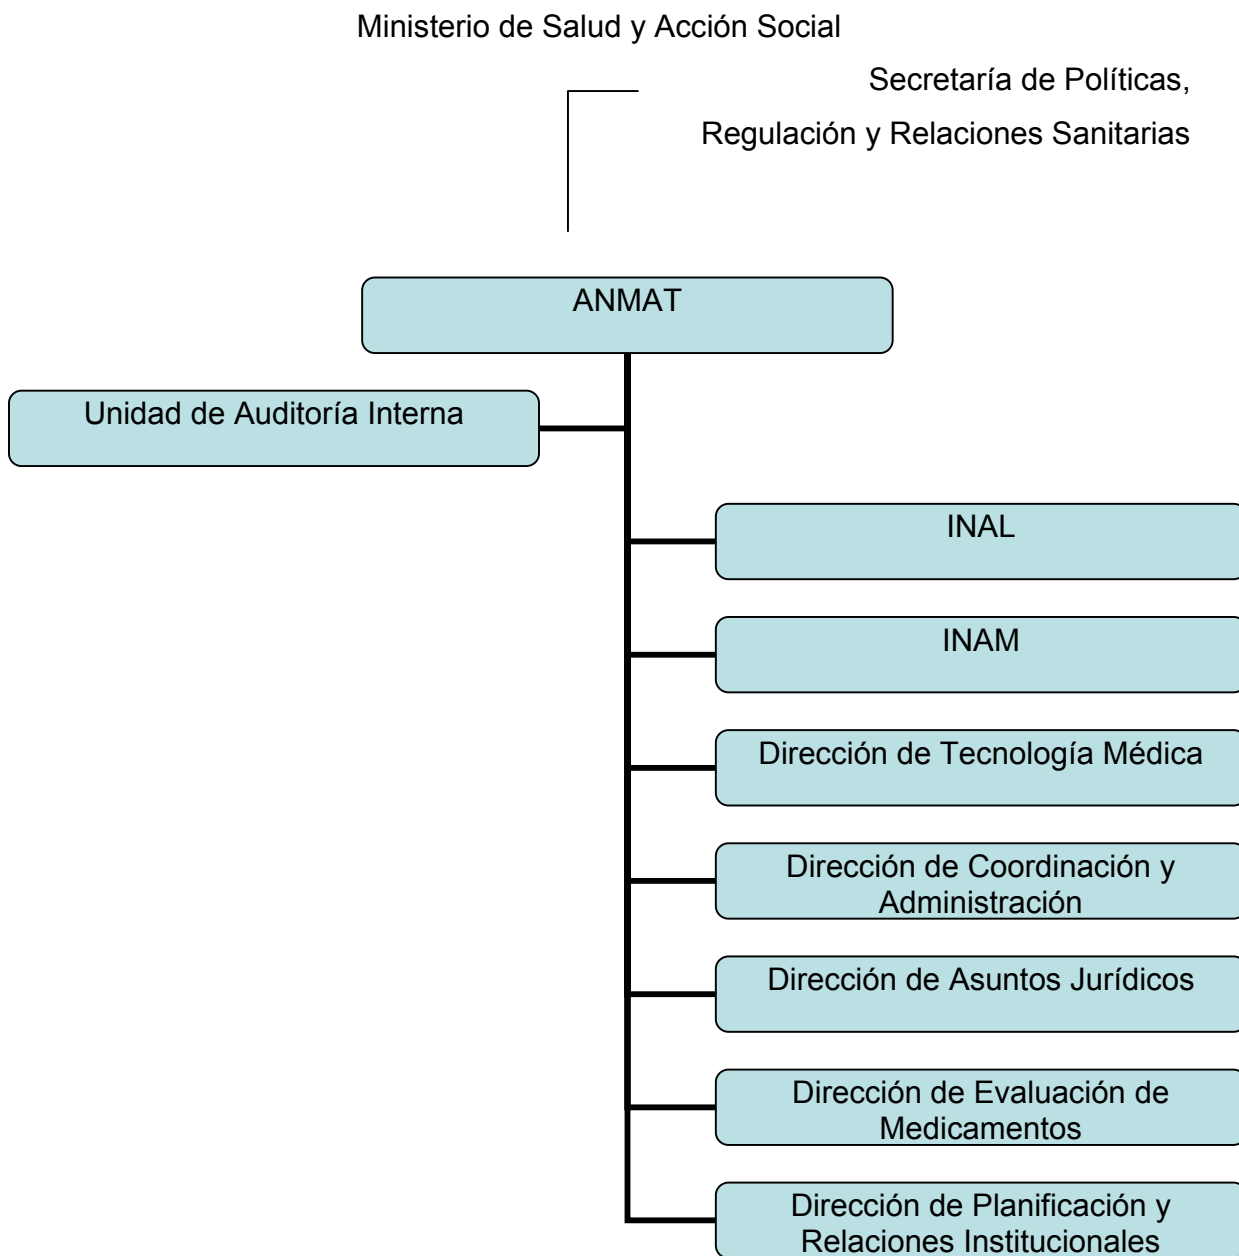 Ministerio de Salud y Acción Social
Secretaría de Políticas,
Regulación y Relaciones Sanitarias
ANMAT
Unidad de Auditoría Interna
INAL
INAM
Dirección de Tecnología Médica
Dirección de Coordinación y
Administración
Dirección de Asuntos Jurídicos
Dirección de Evaluación de
Medicamentos
Dirección de Planificación y
Relaciones Institucionales